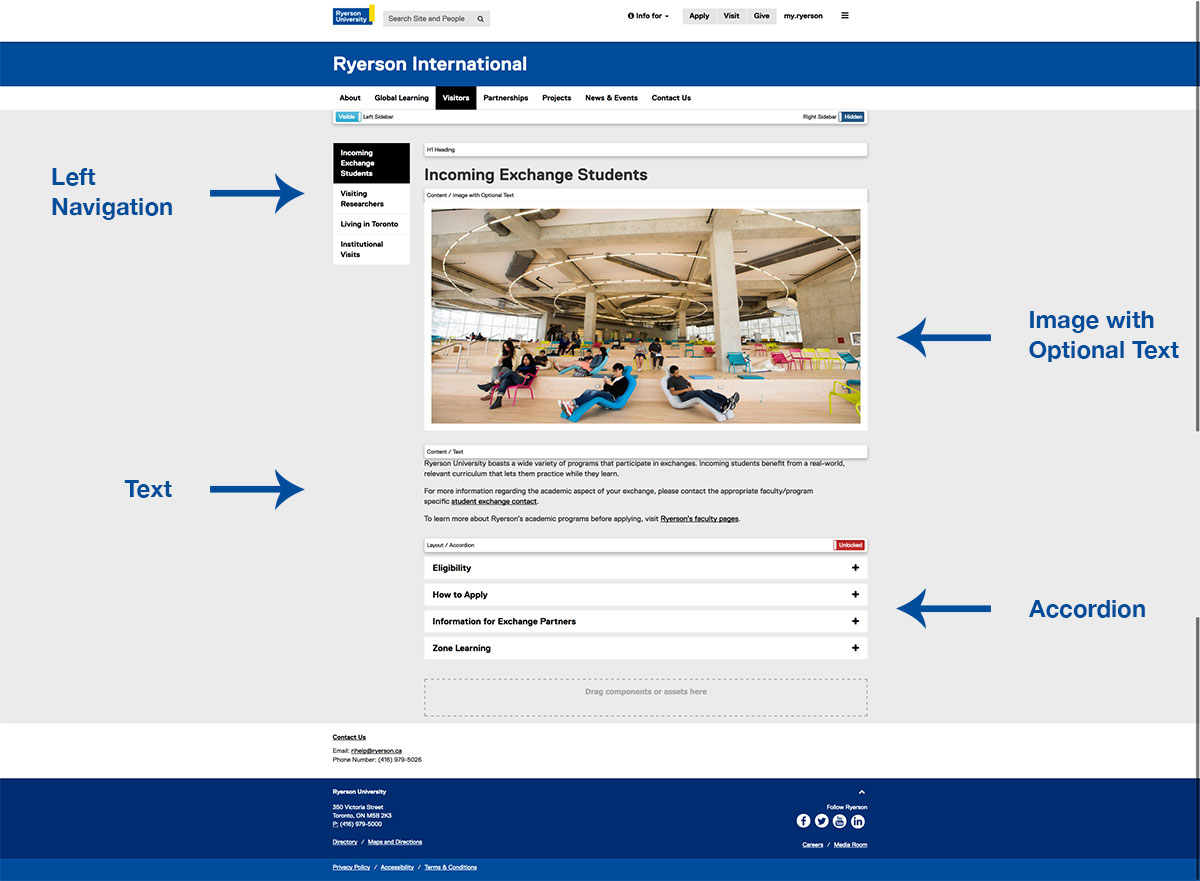 Ryerson
University
Search Site and People
Info for
Apply
Visit
Give
my.ryerson
Ryerson International
About
Global Learning
Visitors
Partnerships
Projects
News & Events
Contact Us
Visible
Left Sidebar
Right Sidebar
Hidden
Left
Navigation
Incoming
Exchange
Students
Visiting
Researchers
Living in Toronto
Institutional
Visits
H1 Heading
Incoming Exchange Students
Content / Image with Optional Text
Image with
Optional Text
Text
Content / Text
Ryerson University boasts a wide variety of programs that participate in exchanges. Incoming students benefit from a real-world,
relevant curriculum that lets them practice while they learn.
For more information regarding the academic aspect of your exchange, please contact the appropriate faculty/program
specific student exchange contact.
To learn more about Ryerson's academic programs before applying, visit Ryerson's faculty pages.
Layout / Accordion
Unlocked
Eligibility +
How to Apply +
Information for Exchange Partners +
Zone Learning +
Accordion
Drag components or assets here
Contact Us
Email: rihelp@ryerson.ca
Phone Number: (416) 979-5026
Ryerson University
350 Victoria Street
Toronto, ON M5B 2K3
P: (416) 979-5000
Directory / Maps and Directions
Follow Ryerson
Careers / Media Room
Privacy Policy / Accessibility / Terms & Conditions